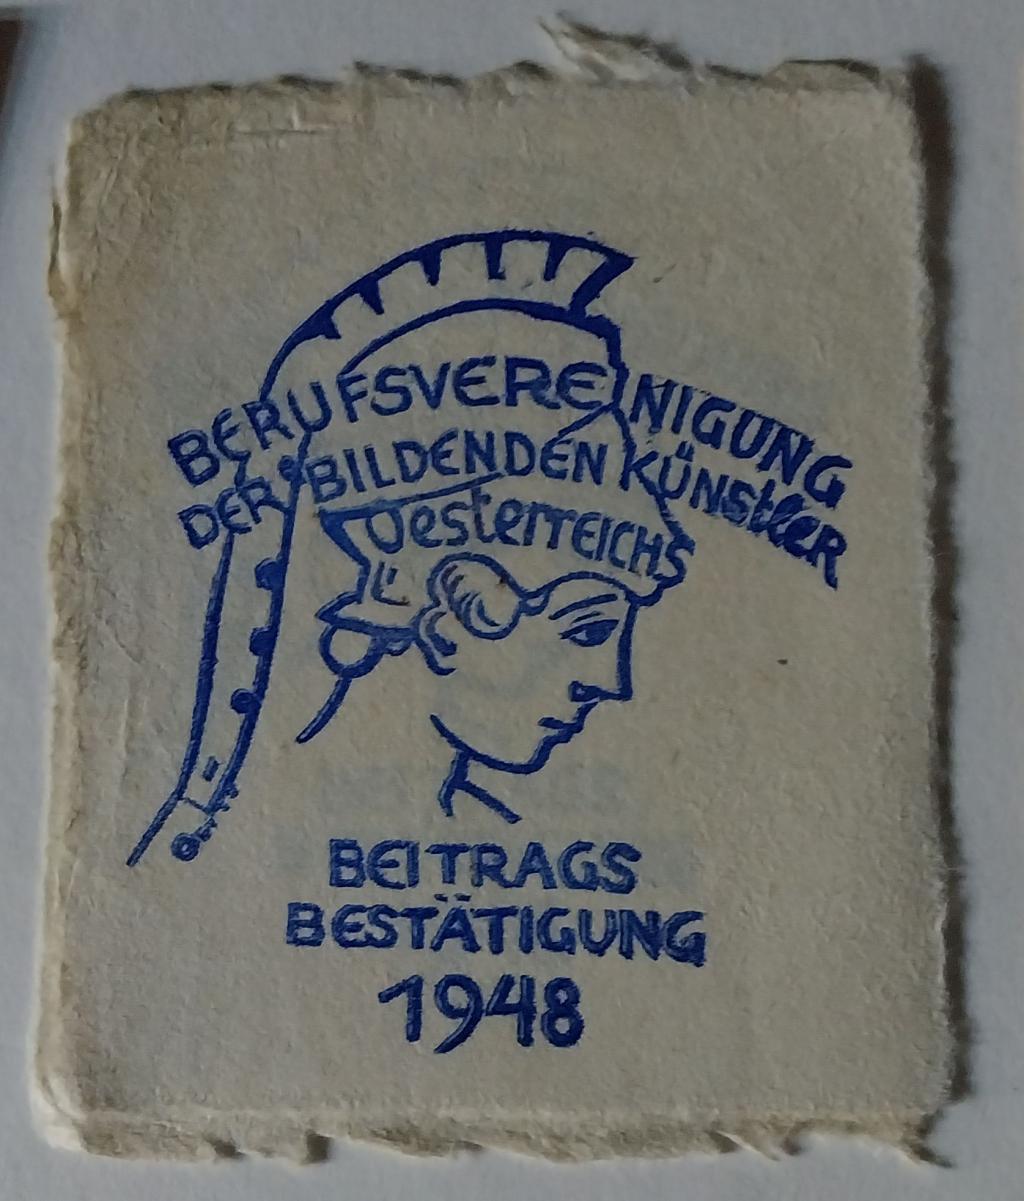 BERUFSVEREINIGUNG
DER BILDENDEN KÜNSTLER
OESTERREICHS
BEITRAGS
BESTÄTIGUNG
1948